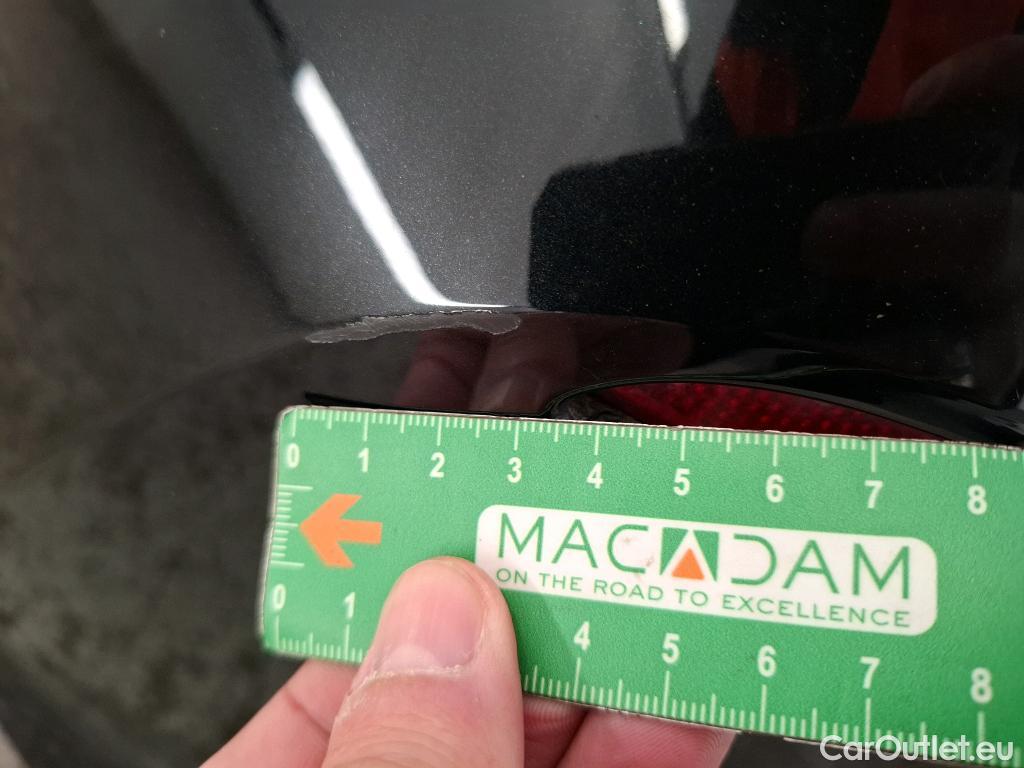 0 1 2 3 4 5 6 7 8
MACADAM
ON THE ROAD TO EXCELLENCE
0 1 4 5 6 7 8
CarOutlet.eu